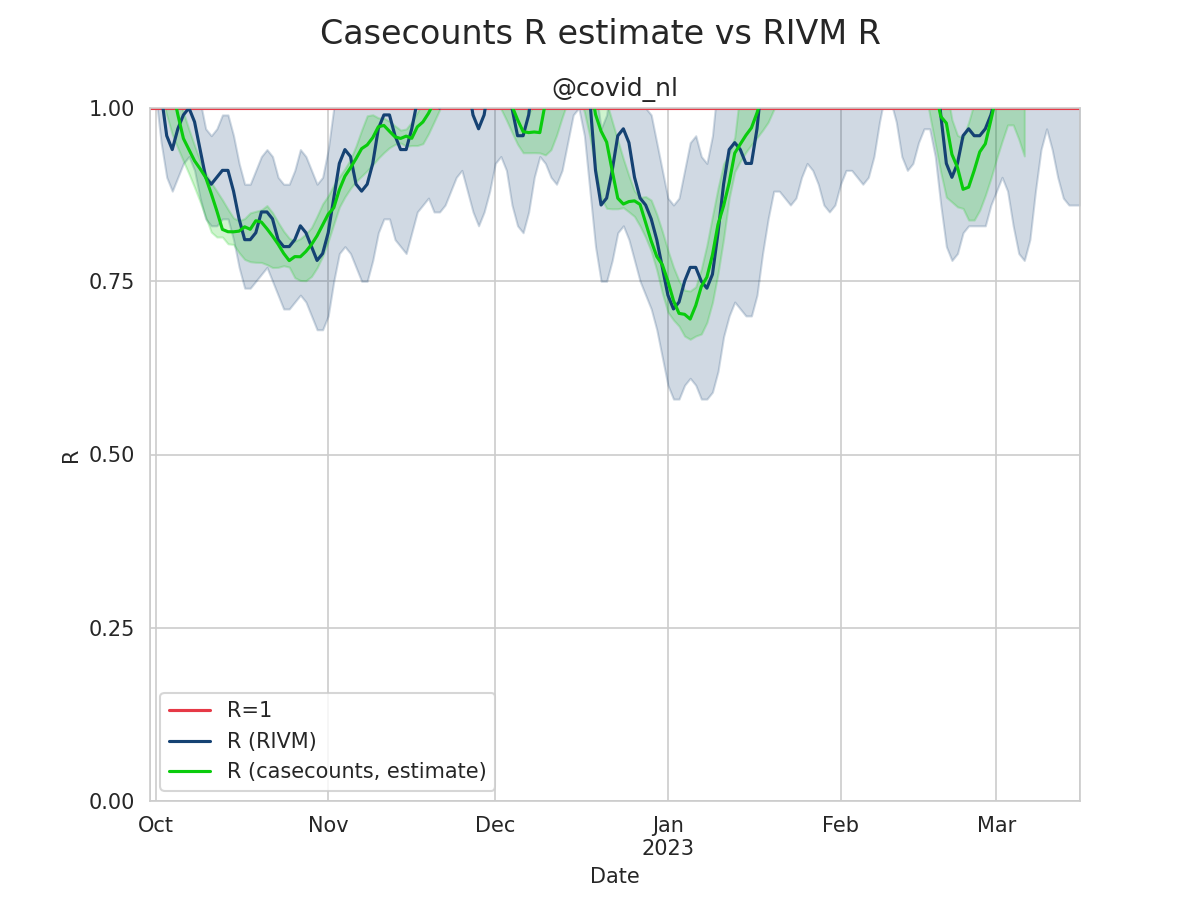 Casecounts R estimate vs RIVM R
@covid_nl
1.00
0.75
0.50
0.25
0.00
R
R=1
R (RIVM)
R (casecounts, estimate)
Oct Nov Dec Jan Feb Mar
2023
Date